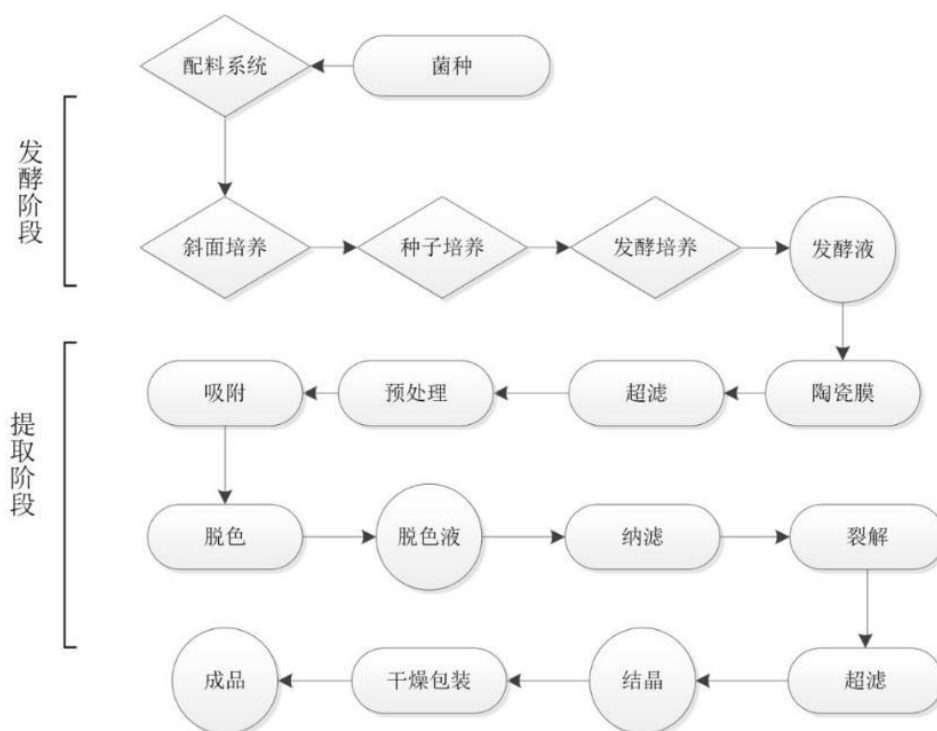 配料系统
菌种
发酵阶段
斜面培养
种子培养
发酵培养
发酵液
提取阶段
吸附
预处理
超滤
陶瓷膜
脱色
脱色液
纳滤
裂解
成品
干燥包装
结晶
超滤